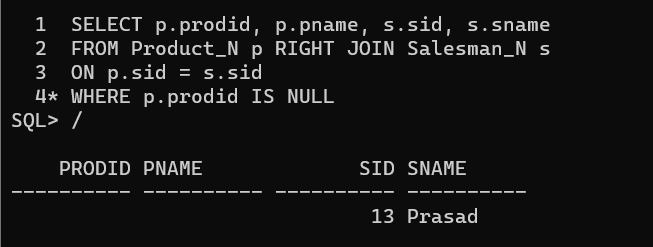 1 SELECT p.prodid, p.pname, s.sid, s.sname
2 FROM Product_N p RIGHT JOIN Salesman_N s
3 ON p.sid = s.sid
4* WHERE p.prodid IS NULL
SQL> /
PRODID PNAME SID SNAME
---------- ---------- ---------- ----------
13 Prasad